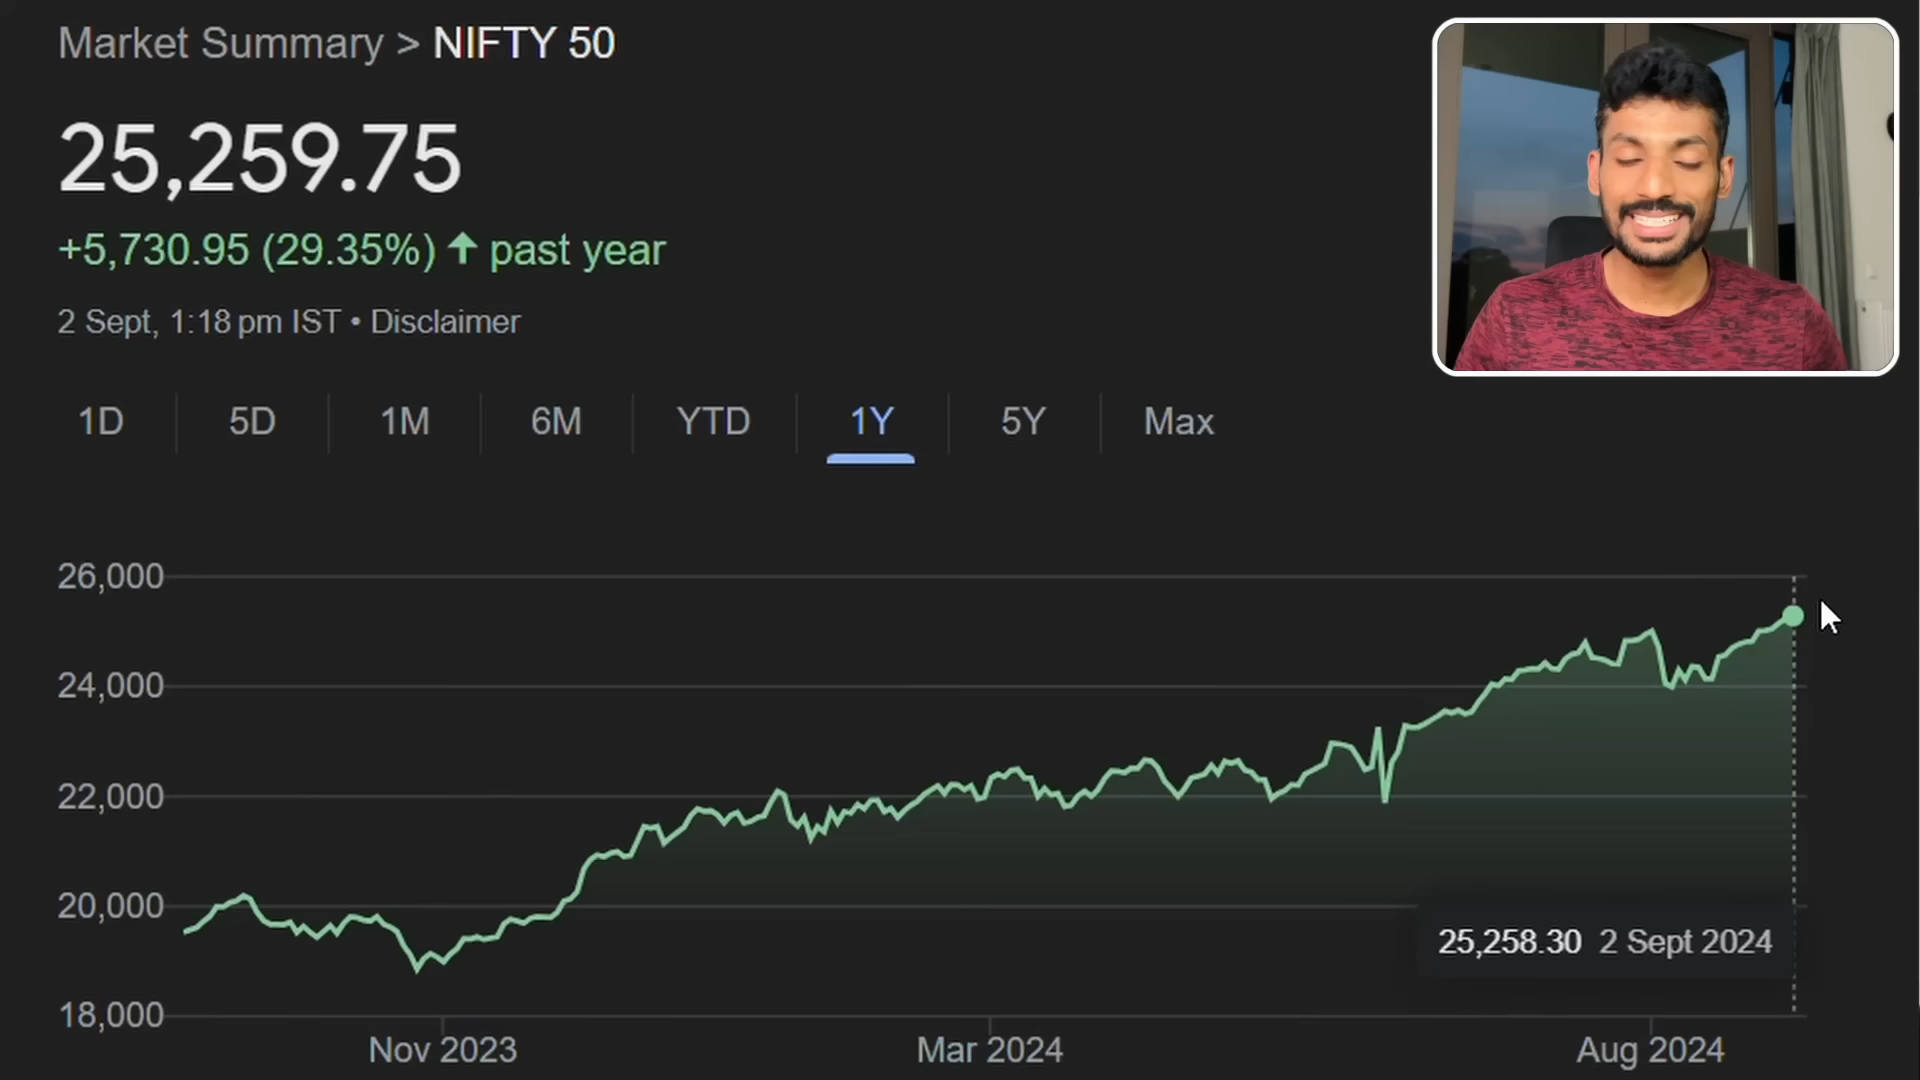 Market Summary > NIFTY 50
25,259.75
+5,730.95 (29.35%) ↑ past year
2 Sept, 1:18 pm IST • Disclaimer
1D 5D 1M 6M YTD 1Y 5Y Max
26,000
24,000
22,000
20,000
25,258.30 2 Sept 2024
18,000
Nov 2023 Mar 2024 Aug 2024